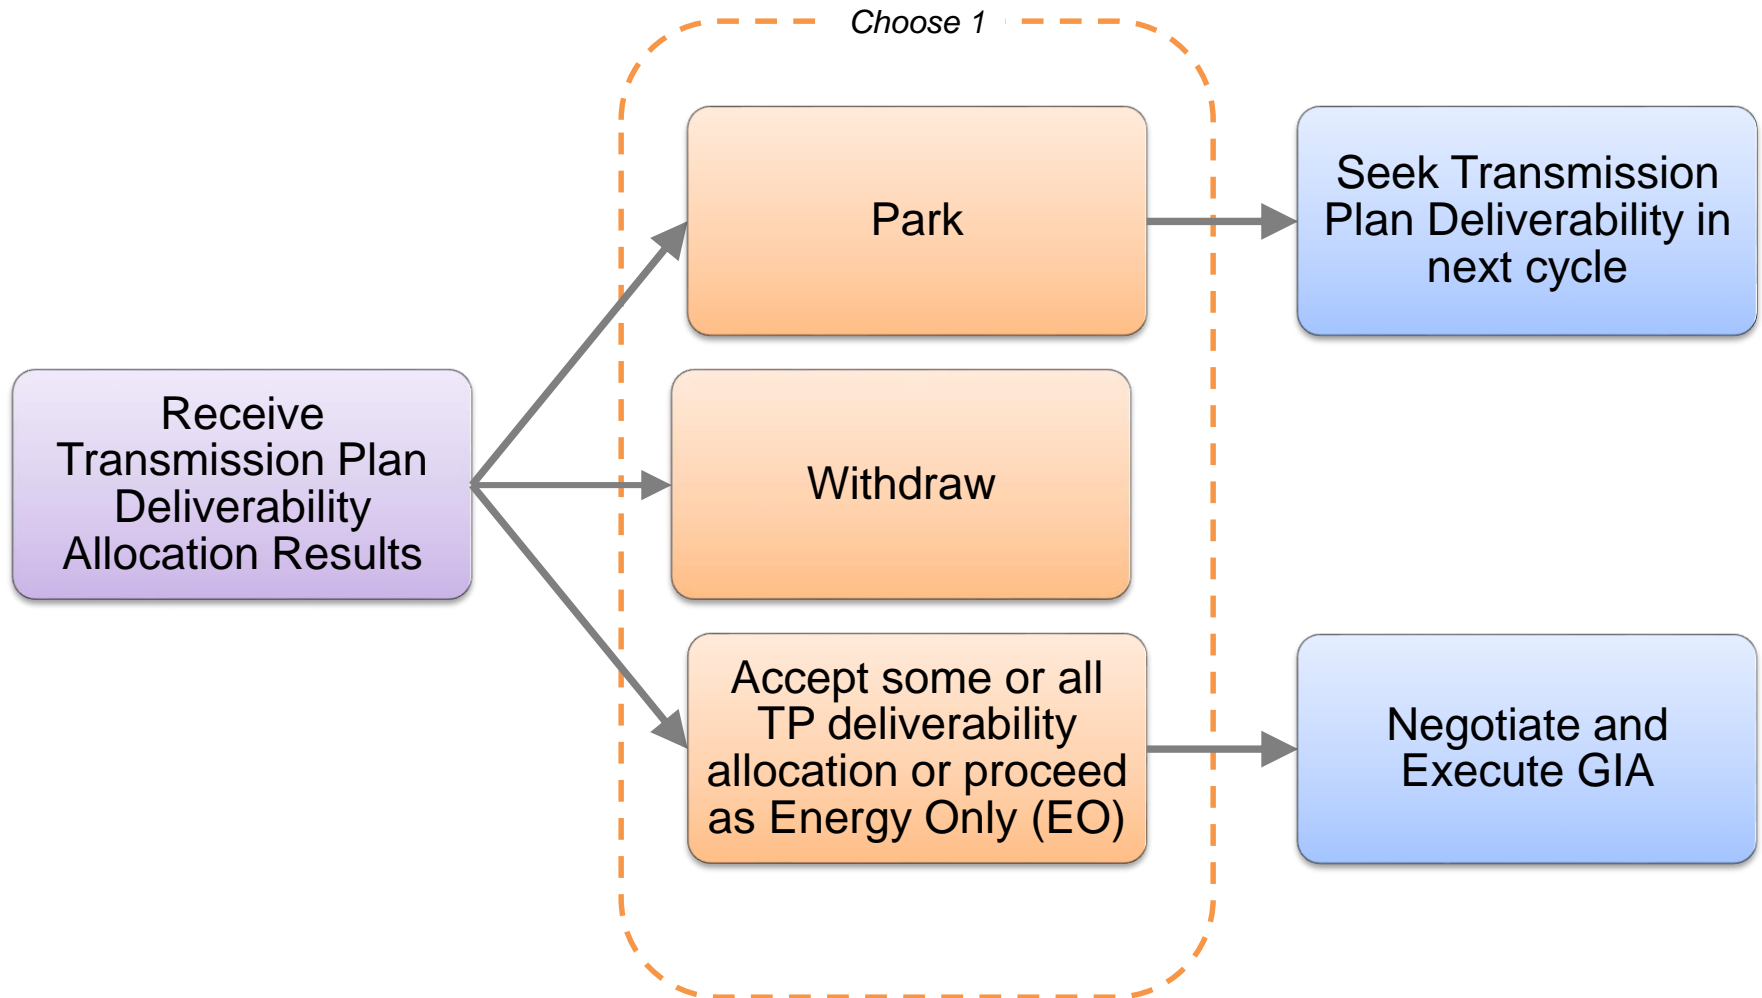 Choose 1
Park
Seek Transmission
Plan Deliverability in
next cycle
Receive
Transmission Plan
Deliverability
Allocation Results
Withdraw
Accept some or all
TP deliverability
allocation or proceed
as Energy Only (EO)
Negotiate and
Execute GIA